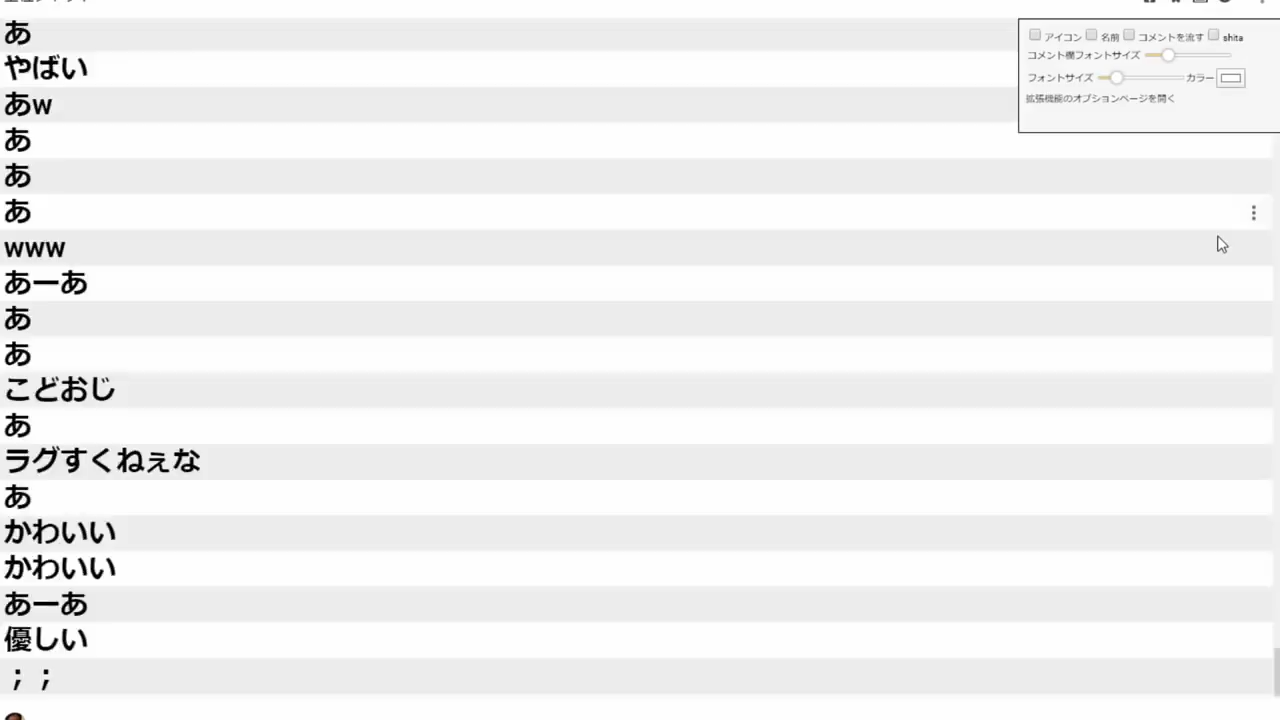 あ
やばい
あw
あ
あ
あ
www
あーあ
あ
あ
こどおじ
あ
ラグすくねぇな
あ
かわいい
かわいい
あーあ
優しい
；；
アイコン 名前 コメントを流す shita
コメント欄フォントサイズ
フォントサイズ カラー
拡張機能のオプションページを開く